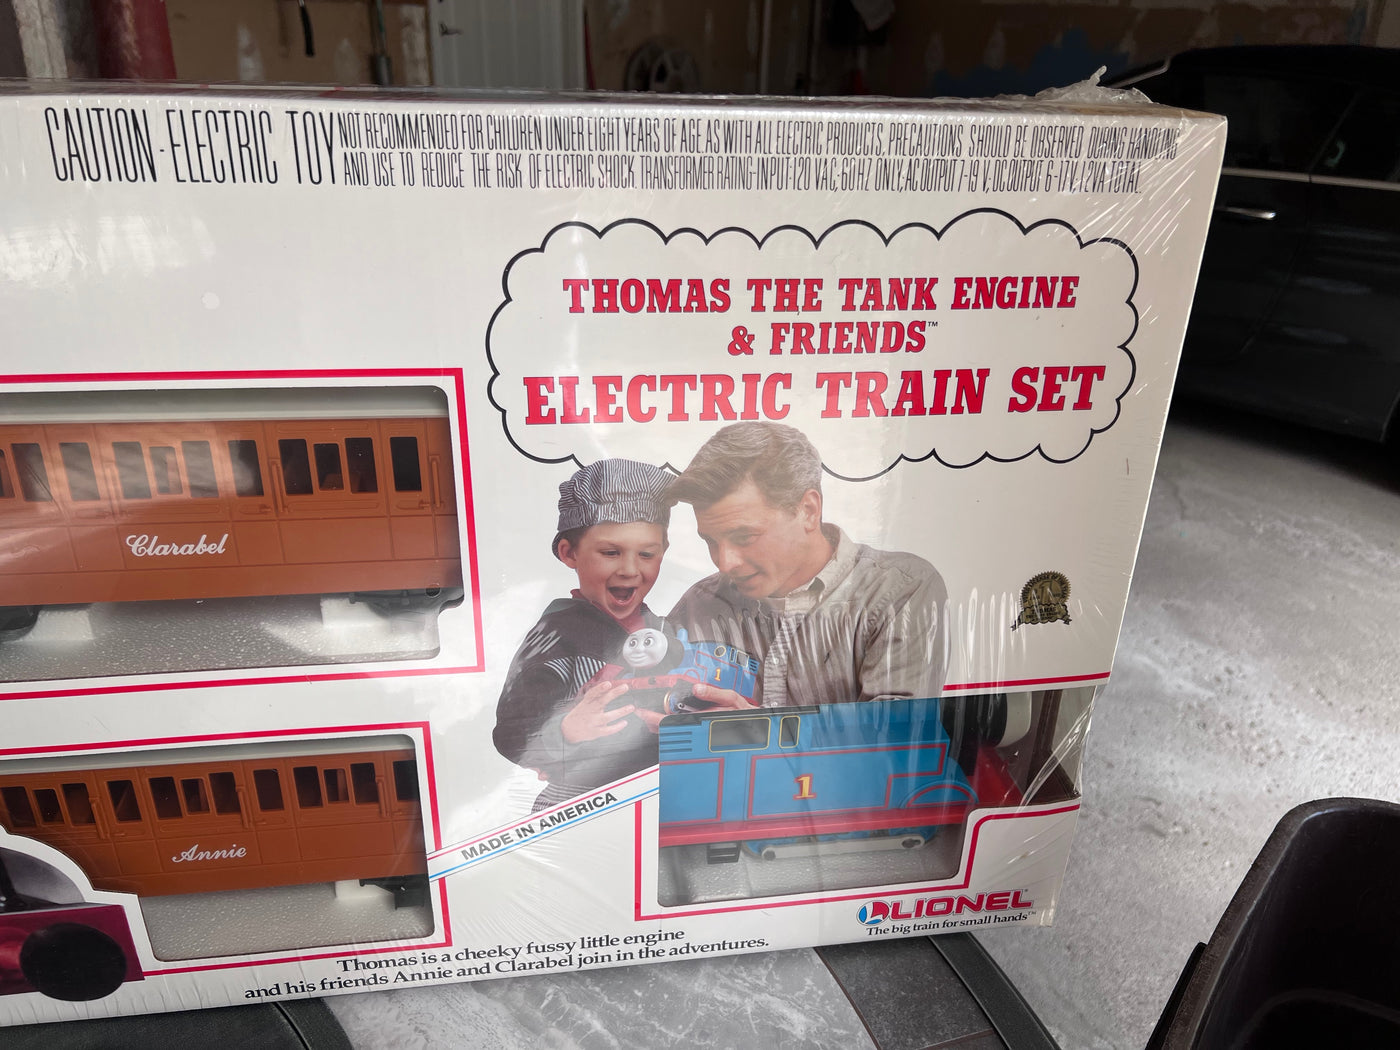 CAUTION-ELECTRIC TOY NOT RECOMMENDED FOR CHILDREN UNDER EIGHT YEARS OF AGE. AS WITH ALL ELECTRIC PRODUCTS, PRECAUTIONS SHOULD BE OBSERVED DURING HANDLING
AND USE TO REDUCE THE RISK OF ELECTRIC SHOCK. TRANSFORMER RATING-INPUT-120 VAC, 60HZ ONLY; AC OUTPUT 7-19 V, DC OUTPUT 6-17V, TOTAL.
THOMAS THE TANK ENGINE
& FRIENDS™
ELECTRIC TRAIN SET
Clarabel
1
1
Annie
MADE IN AMERICA
LIONEL
The big train for small hands™
Thomas is a cheeky fussy little engine
and his friends Annie and Clarabel join in the adventures.